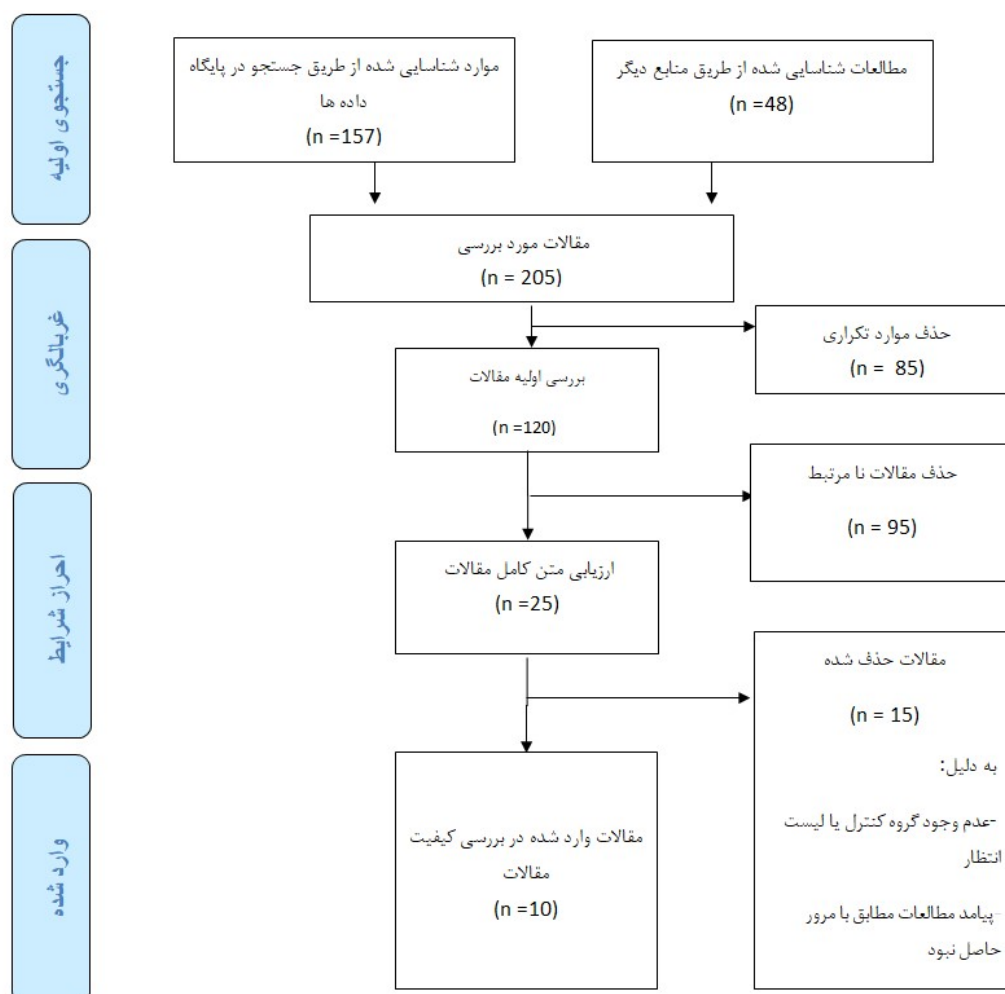 جستجوی اولیه
موارد شناسایی شده از طریق جستجو در پایگاه
داده ها
(n =157)
مطالعات شناسایی شده از طریق منابع دیگر
(n =48)
غربالگری
مقالات مورد بررسی
(n = 205)
حذف موارد تکراری
(n =  85)
بررسی اولیه مقالات
(n =120)
حذف مقالات نا مرتبط
(n = 95)
احراز شرایط
ارزیابی متن کامل مقالات
(n =25)
مقالات حذف شده
(n = 15)
به دلیل:
-عدم وجود گروه کنترل یا لیست
انتظار
-پیامد مطالعات مطابق با مرور
حاصل نبود
وارد شده
مقالات وارد شده در بررسی کیفیت
مقالات
(n =10)